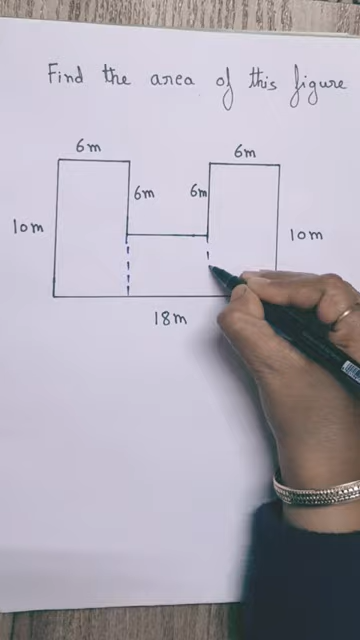 Find the area of this figure
6m
6m
6m
6m
10m
10m
18m